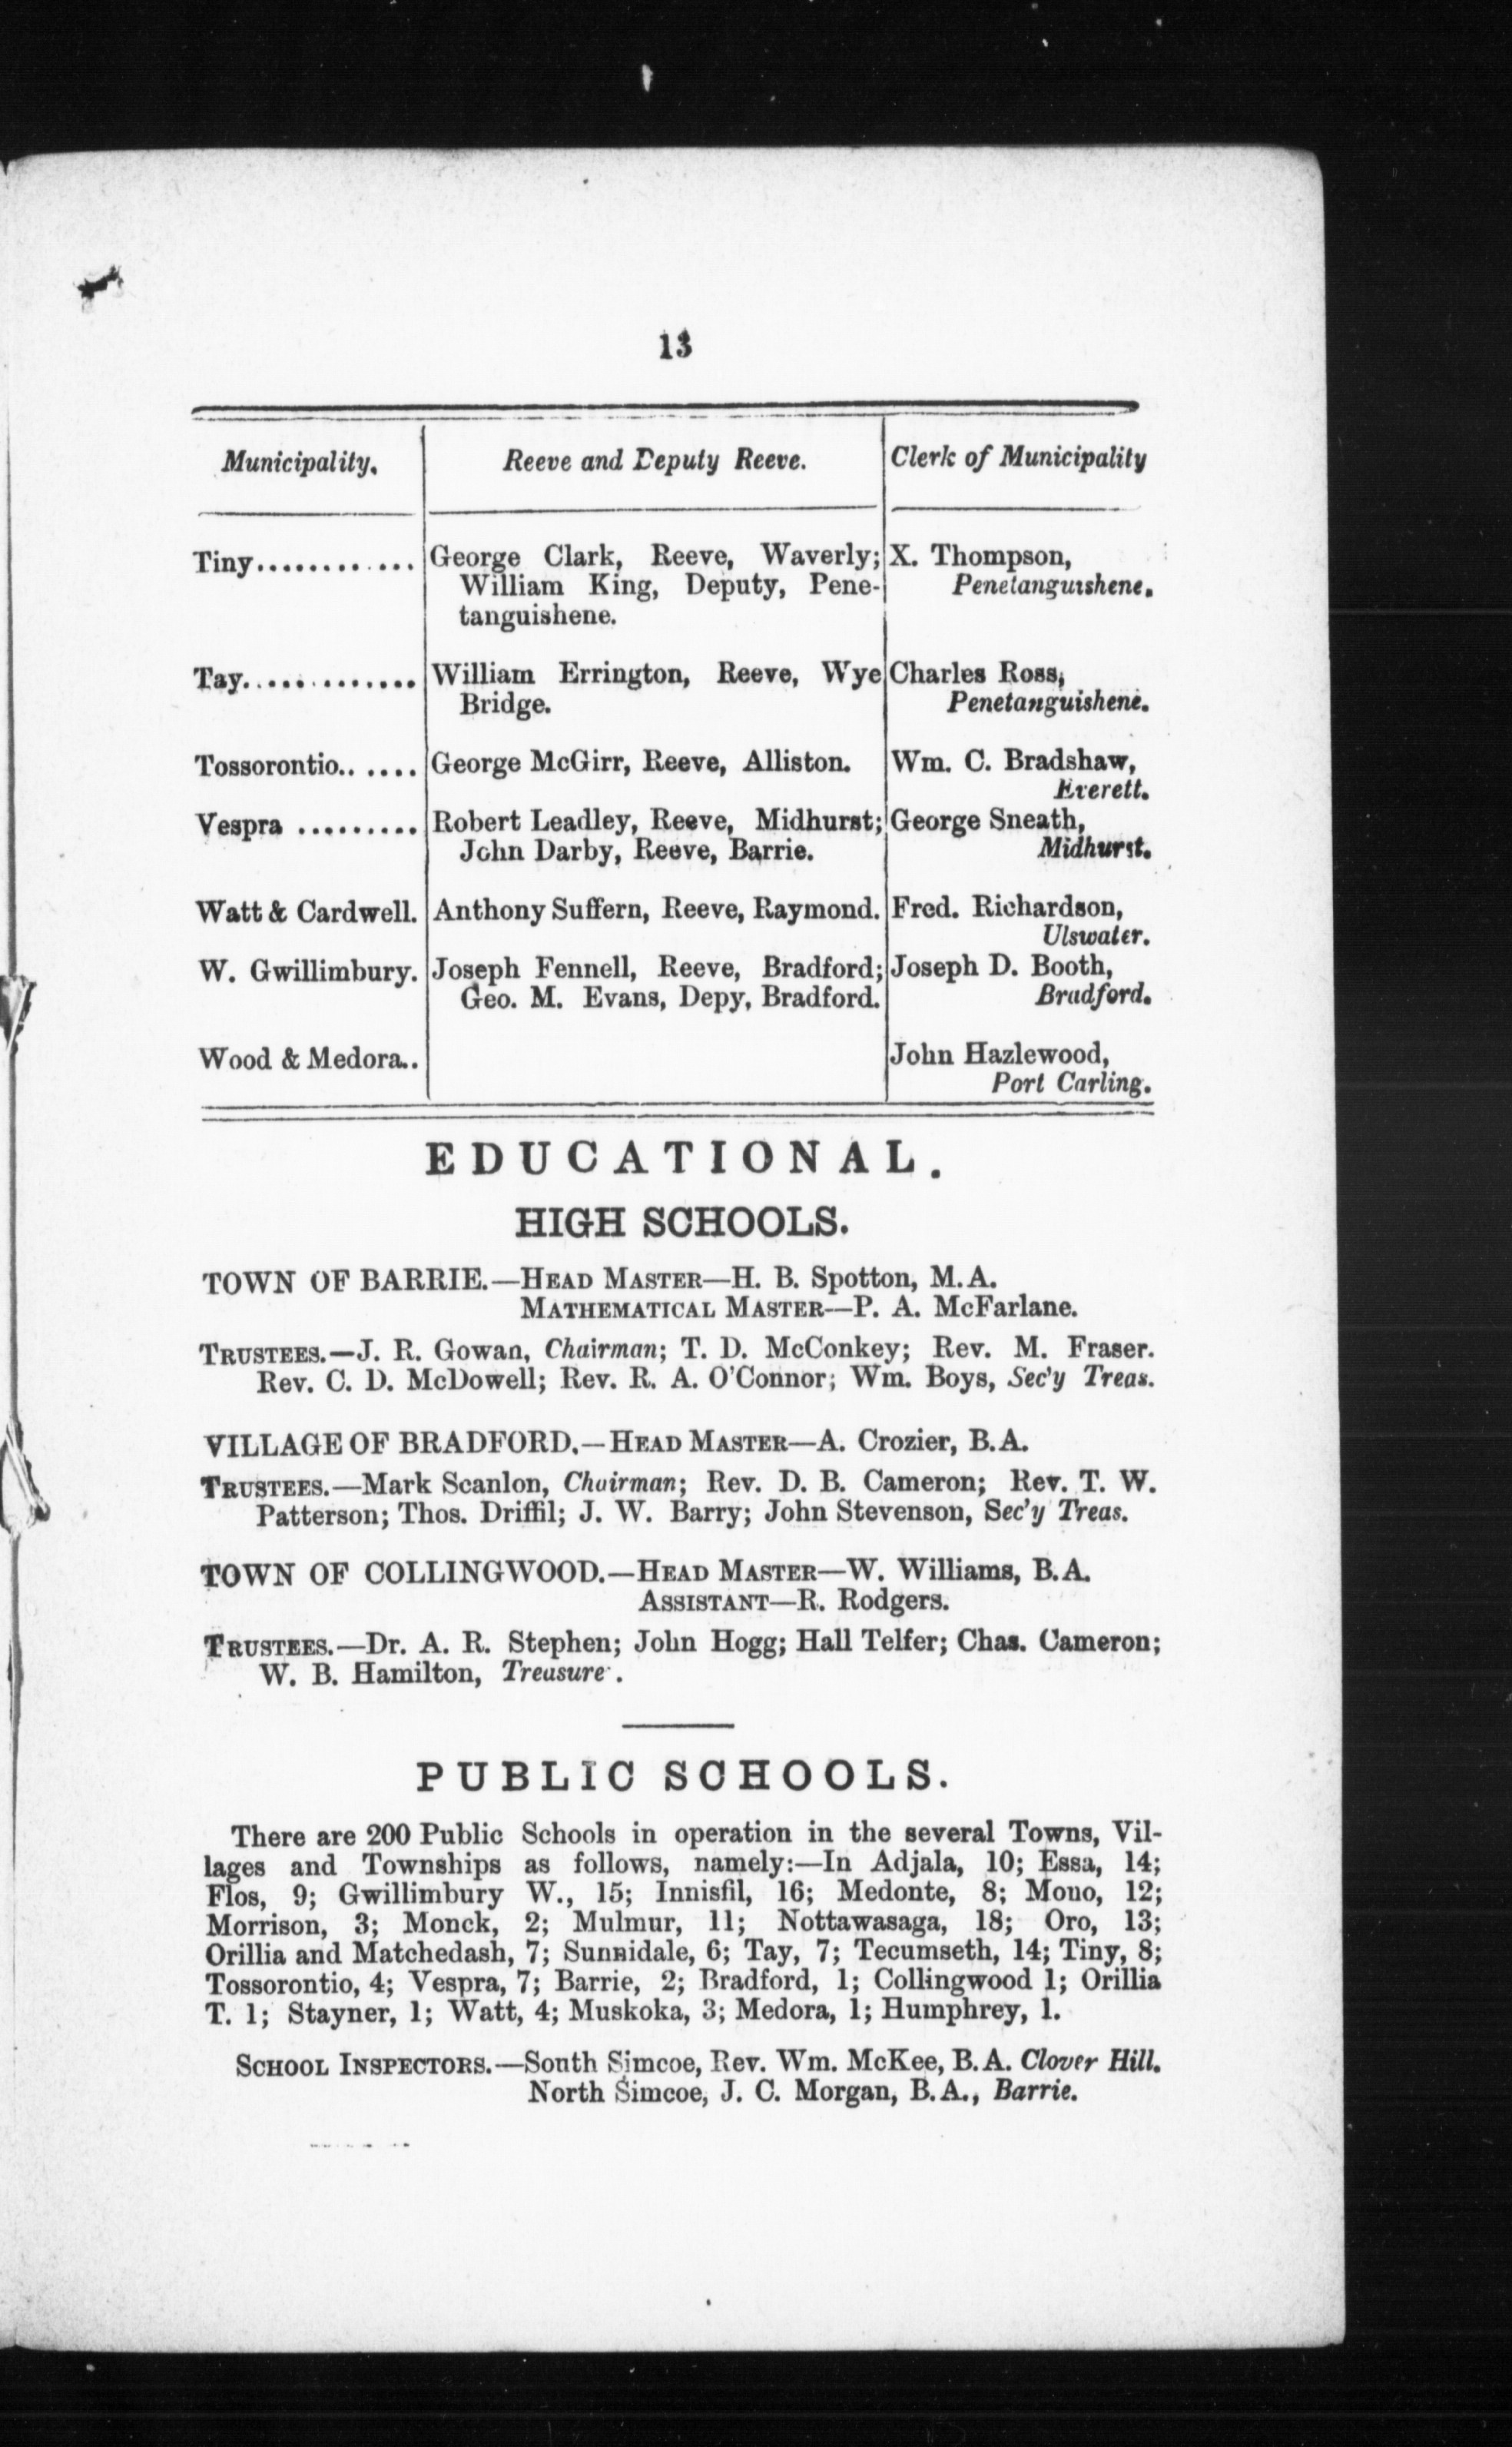 13
Municipality. Reeve and Deputy Reeve. Clerk of Municipality
Tiny............ George Clark, Reeve, Waverly; X. Thompson,
William King, Deputy, Pene- Penetanguishene.
tanguishene.
Tay............. William Errington, Reeve, Wye Charles Ross,
Bridge. Penetanguishene.
Tossorontio...... George McGirr, Reeve, Alliston. Wm. C. Bradshaw,
Everett.
Vespra ......... Robert Leadley, Reeve, Midhurst; George Sneath,
John Darby, Reeve, Barrie. Midhurst.
Watt & Cardwell. Anthony Suffern, Reeve, Raymond. Fred. Richardson,
Ulswater.
W. Gwillimbury. Joseph Fennell, Reeve, Bradford; Joseph D. Booth,
Geo. M. Evans, Depy, Bradford. Bradford.
Wood & Medora.. John Hazlewood,
Port Carling.
EDUCATIONAL.
HIGH SCHOOLS.
TOWN OF BARRIE.—HEAD MASTER—H. B. Spotton, M.A.
MATHEMATICAL MASTER—P. A. McFarlane.
TRUSTEES.—J. R. Gowan, Chairman; T. D. McConkey; Rev. M. Fraser.
Rev. C. D. McDowell; Rev. R. A. O'Connor; Wm. Boys, Sec'y Treas.
VILLAGE OF BRADFORD.—HEAD MASTER—A. Crozier, B.A.
TRUSTEES.—Mark Scanlon, Chairman; Rev. D. B. Cameron; Rev. T. W.
Patterson; Thos. Driffil; J. W. Barry; John Stevenson, Sec'y Treas.
TOWN OF COLLINGWOOD.—HEAD MASTER—W. Williams, B.A.
ASSISTANT—R. Rodgers.
TRUSTEES.—Dr. A. R. Stephen; John Hogg; Hall Telfer; Chas. Cameron;
W. B. Hamilton, Treasure .
PUBLIC SCHOOLS.
There are 200 Public Schools in operation in the several Towns, Vil-
lages and Townships as follows, namely:—In Adjala, 10; Essa, 14;
Flos, 9; Gwillimbury W., 15; Innisfil, 16; Medonte, 8; Mono, 12;
Morrison, 3; Monck, 2; Mulmur, 11; Nottawasaga, 18; Oro, 13;
Orillia and Matchedash, 7; Sunnidale, 6; Tay, 7; Tecumseth, 14; Tiny, 8;
Tossorontio, 4; Vespra, 7; Barrie, 2; Bradford, 1; Collingwood 1; Orillia
T. 1; Stayner, 1; Watt, 4; Muskoka, 3; Medora, 1; Humphrey, 1.
SCHOOL INSPECTORS.—South Simcoe, Rev. Wm. McKee, B.A. Clover Hill.
North Simcoe, J. C. Morgan, B.A., Barrie.